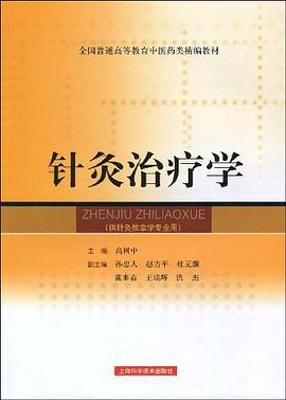 全国普通高等教育中医药类精编教材
针灸治疗学
ZHENJIU ZHILIAOXUE
(供针灸推拿学专业用)
主 编 高树中
副主编 孙忠人 赵吉平 杜元灏
冀来喜 王瑞辉 洪 杰
上海科学技术出版社